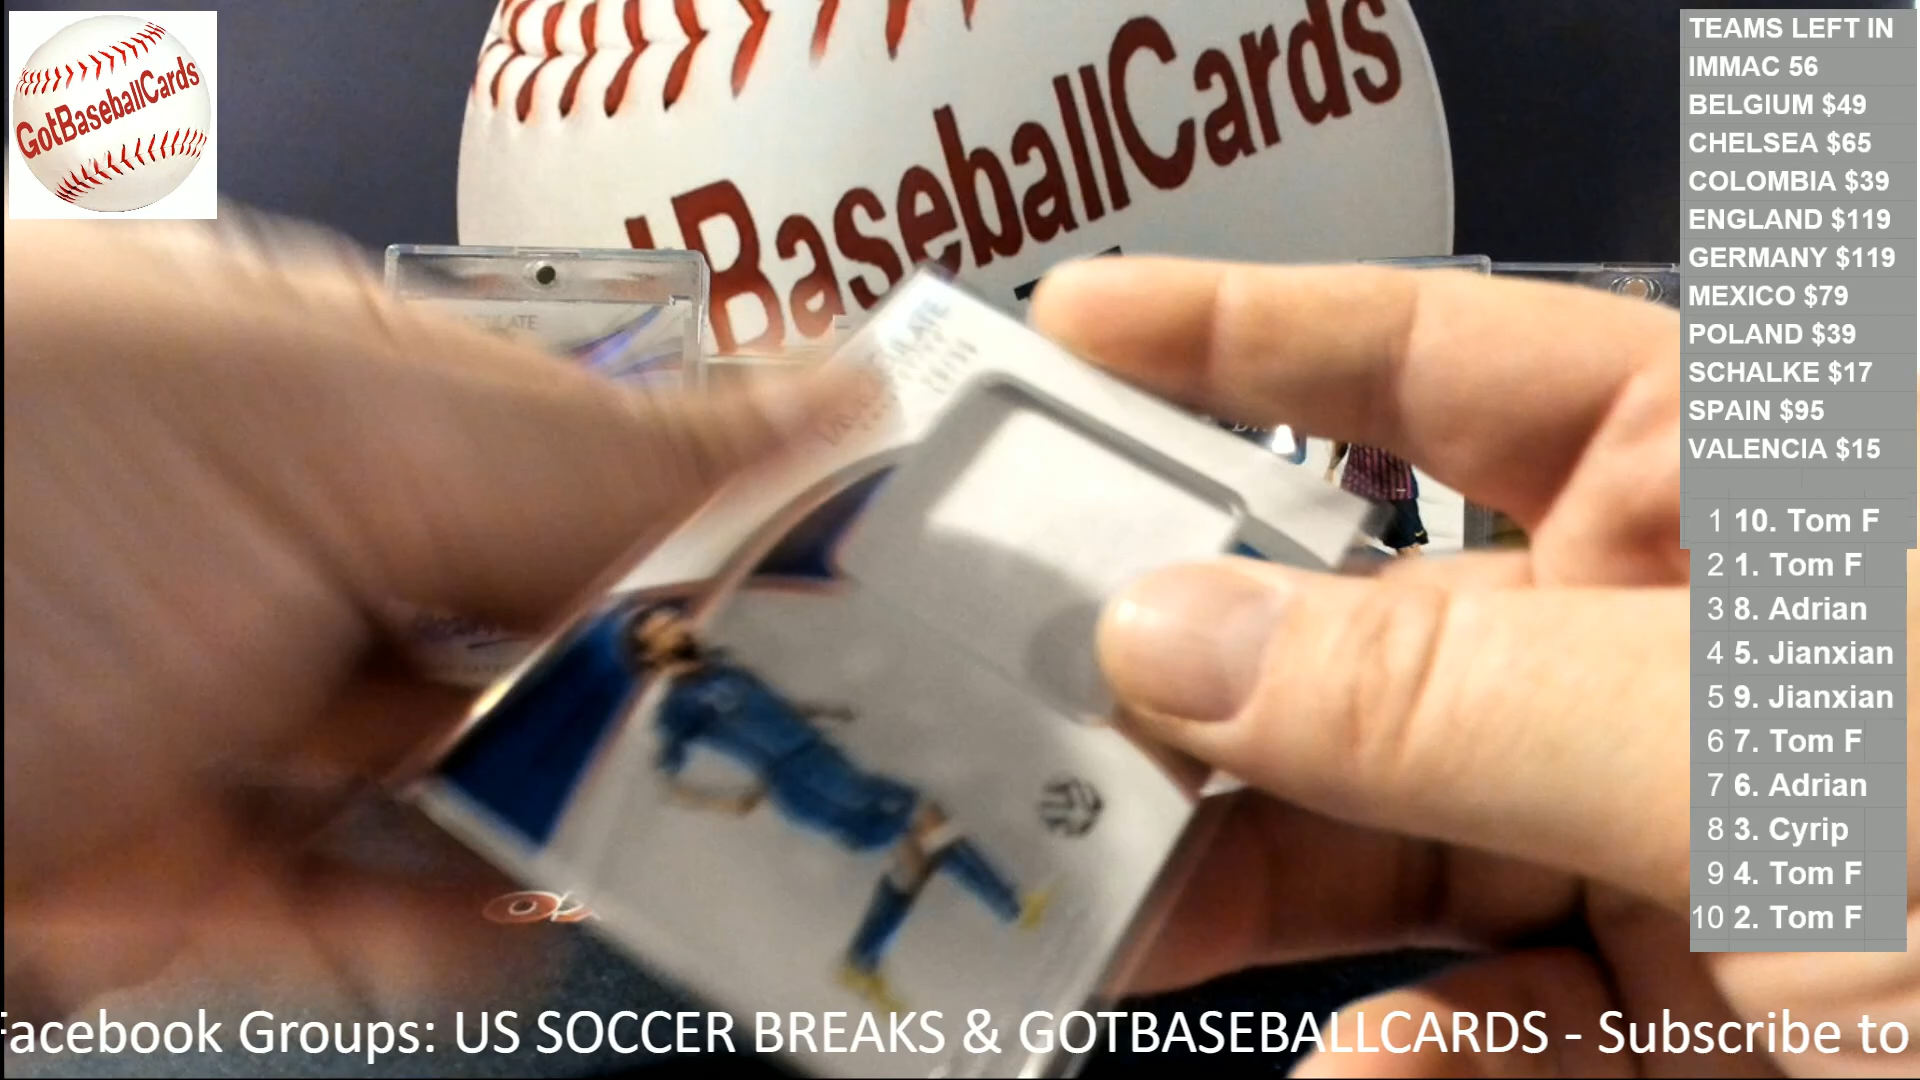 GotBaseballCards
BaseballCards
TEAMS LEFT IN
IMMAC 56
BELGIUM $49
CHELSEA $65
COLOMBIA $39
ENGLAND $119
GERMANY $119
MEXICO $79
POLAND $39
SCHALKE $17
SPAIN $95
VALENCIA $15
1 10. Tom F
2 1. Tom F
3 8. Adrian
4 5. Jianxian
5 9. Jianxian
6 7. Tom F
7 6. Adrian
8 3. Cyrip
9 4. Tom F
10 2. Tom F
Facebook Groups: US SOCCER BREAKS & GOTBASEBALLCARDS - Subscribe to